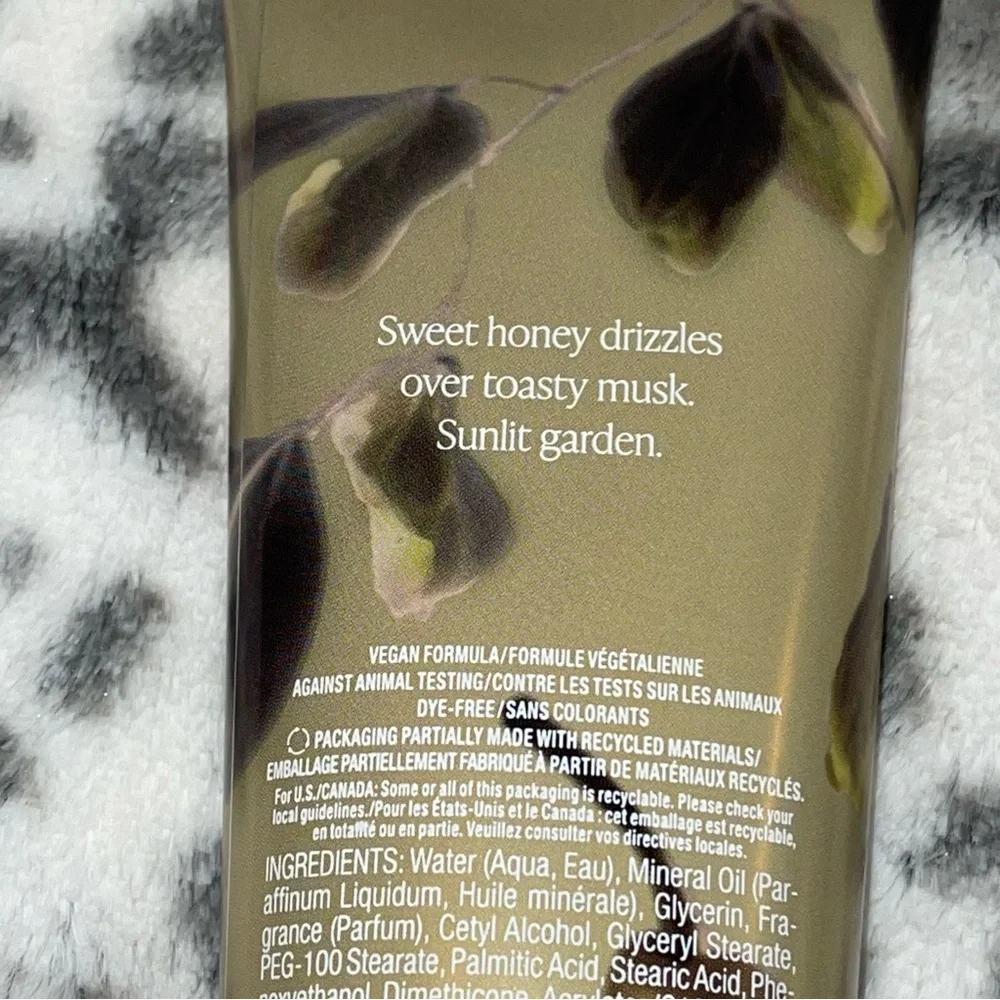 Sweet honey drizzles
over toasty musk.
Sunlit garden.
VEGAN FORMULA/FORMULE VÉGÉTALIENNE
AGAINST ANIMAL TESTING/CONTRE LES TESTS SUR LES ANIMAUX
DYE-FREE/SANS COLORANTS
PACKAGING PARTIALLY MADE WITH RECYCLED MATERIALS/
EMBALLAGE PARTIELLEMENT FABRIQUÉ À PARTIR DE MATÉRIAUX RECYCLÉS.
For U.S./CANADA: Some or all of this packaging is recyclable. Please check your
local guidelines./Pour les États-Unis et le Canada : cet emballage est recyclable,
en totalité ou en partie. Veuillez consulter vos directives locales.
INGREDIENTS: Water (Aqua, Eau), Mineral Oil (Par-
affinum Liquidum, Huile minérale), Glycerin, Fra-
grance (Parfum), Cetyl Alcohol, Glyceryl Stearate,
PEG-100 Stearate, Palmitic Acid, Stearic Acid, Phe-
noxyethanol, Dimethicone,